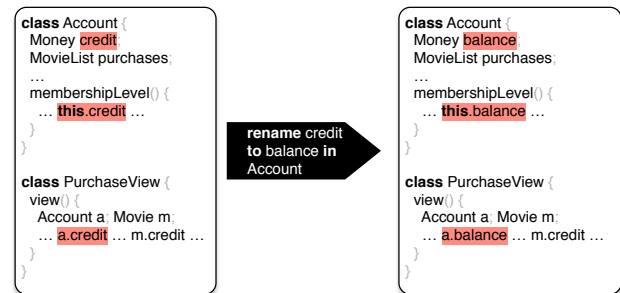 class Account {
Money credit;
MovieList purchases;
...
membershipLevel() {
... this.credit ...
}
}
class PurchaseView {
view() {
Account a; Movie m;
... a.credit ... m.credit ...
}
}
rename credit
to balance in
Account
class Account {
Money balance;
MovieList purchases;
...
membershipLevel() {
... this.balance ...
}
}
class PurchaseView {
view() {
Account a; Movie m;
... a.balance ... m.credit ...
}
}